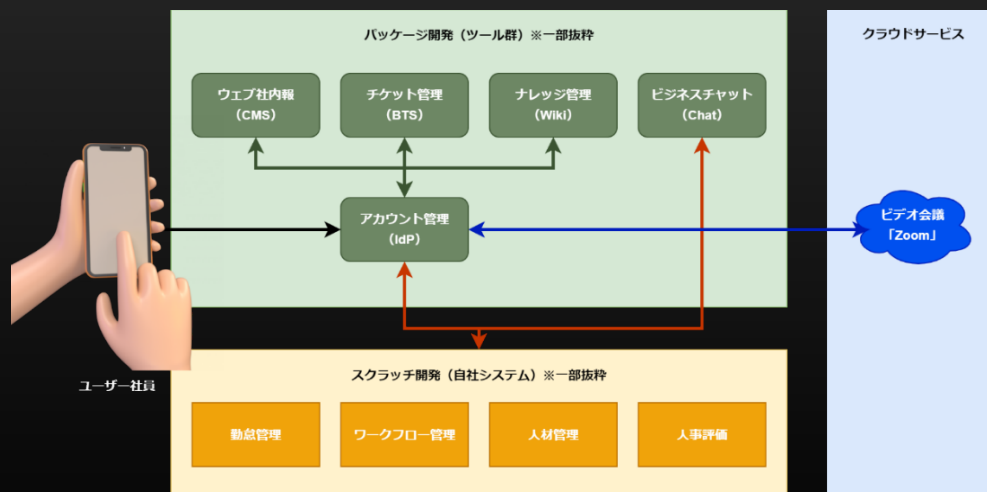 パッケージ開発（ツール群）※一部抜粋
クラウドサービス
ウェブ社内報
（CMS）
チケット管理
（BTS）
ナレッジ管理
（Wiki）
ビジネスチャット
（Chat）
アカウント管理
（IdP）
ビデオ会議
「Zoom」
ユーザー社員
スクラッチ開発（自社システム）※一部抜粋
勤怠管理
ワークフロー管理
人材管理
人事評価